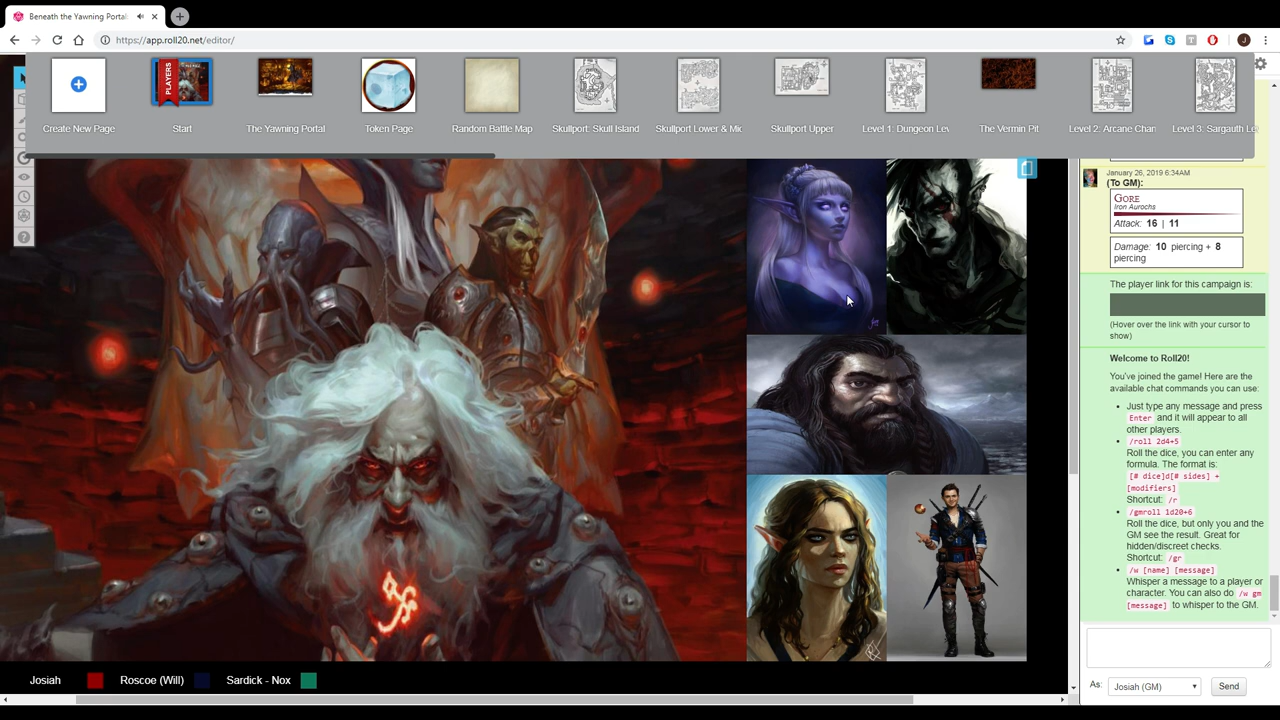 Beneath the Yawning Portal
https://app.roll20.net/editor/
J
PLAYERS
Create New Page
Start
The Yawning Portal
Token Page
Random Battle Map
Skullport: Skull Island
Skullport Lower & Mid
Skullport Upper
Level 1: Dungeon Lev
The Vermin Pit
Level 2: Arcane Cham
Level 3: Sargauth Le
January 26, 2019 6:34AM
(To GM):
GORE
Iron Aurochs
Attack: 16 | 11
Damage: 10 piercing + 8
piercing
The player link for this campaign is:
(Hover over the link with your cursor to
show)
Welcome to Roll20!
You've joined the game! Here are the
available chat commands you can use:
• Just type any message and press
Enter and it will appear to all
other players.
• /roll 2d4+5
Roll the dice, you can enter any
formula. The format is:
[# dice]d[# sides] +
[modifiers]
Shortcut: /r
• /gmroll 1d20+6
Roll the dice, but only you and the
GM see the result. Great for
hidden/discreet checks.
Shortcut: /gr
• /w [name] [message]
Whisper a message to a player or
character. You can also do /w gm
[message] to whisper to the GM.
As:
Josiah (GM)
Send
Josiah
Roscoe (Will)
Sardick - Nox